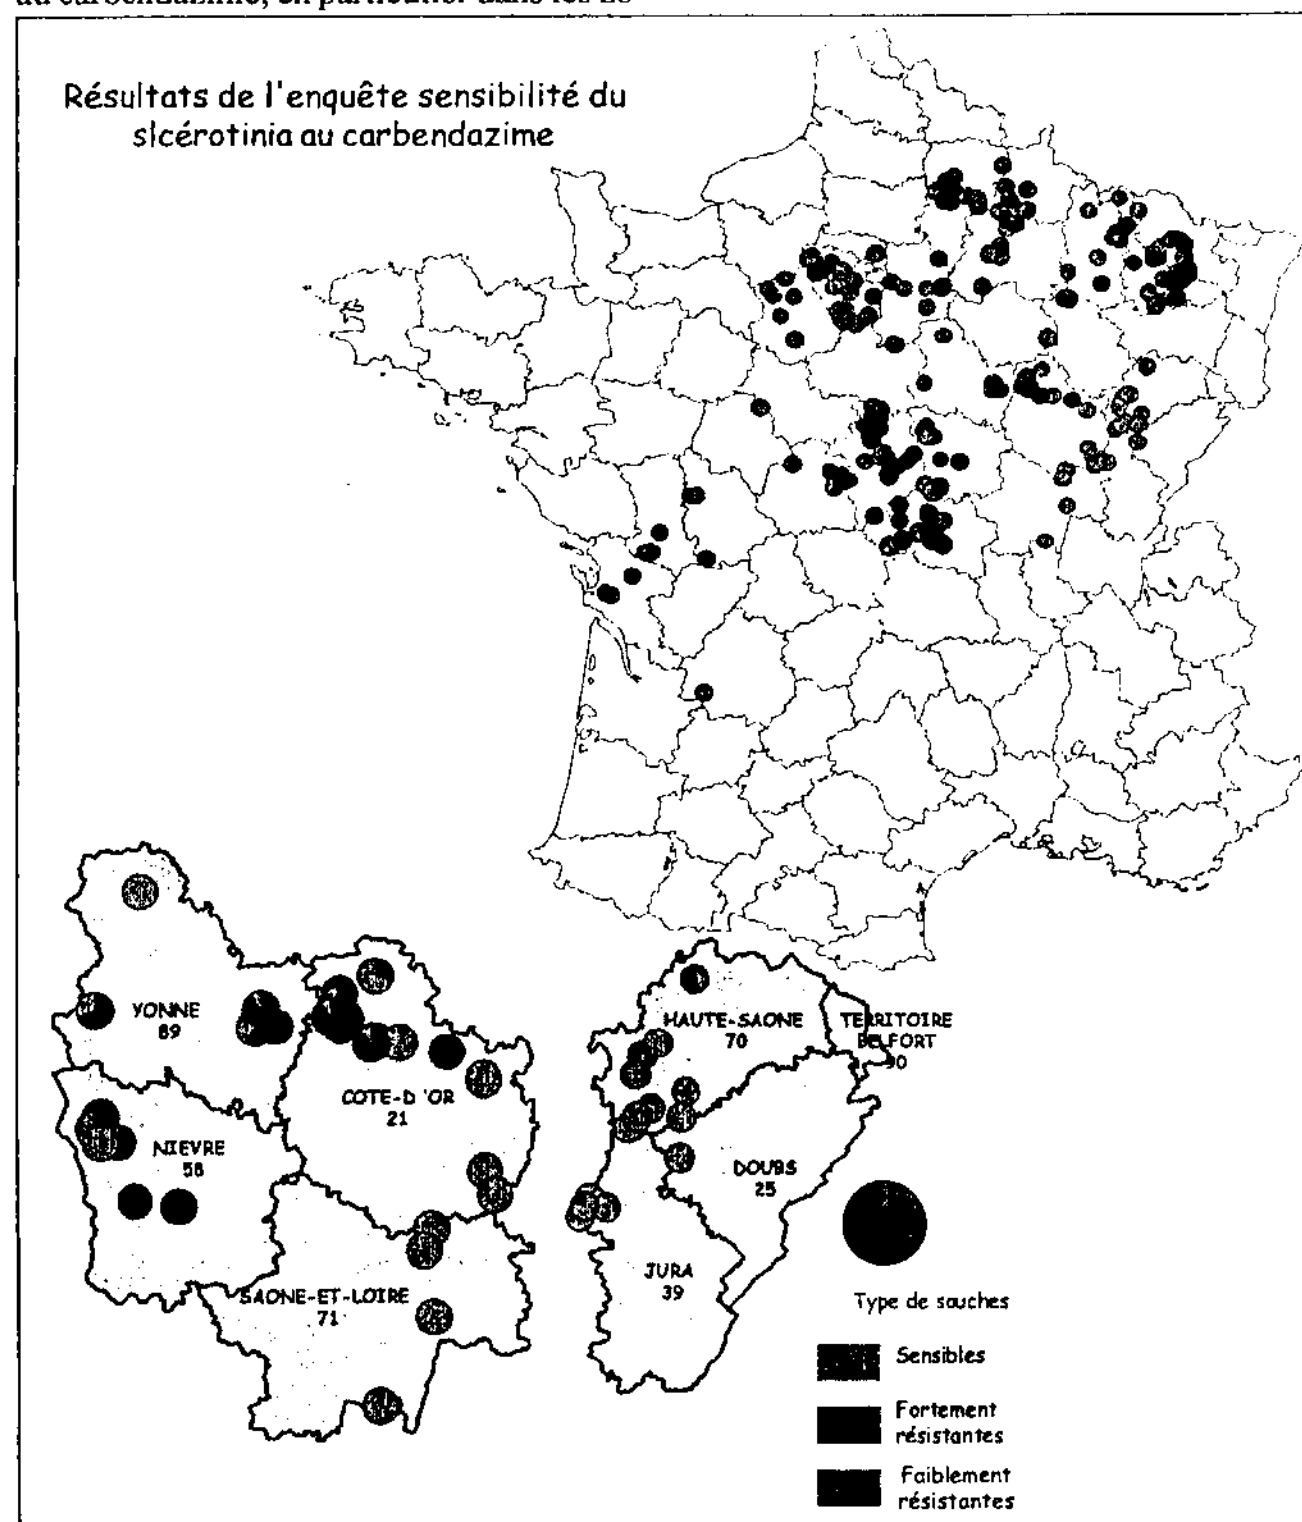 Résultats de l'enquête sensibilité du
slcérotinia au carbendazime
YONNE
89
HAUTE-SAONE
70
TERRITOIRE
BELFORT
90
COTE-D 'OR
21
NIEVRE
58
DOUBS
25
SAONE-ET-LOIRE
71
JURA
39
Type de souches
Sensibles
Fortement
résistantes
Faiblement
résistantes